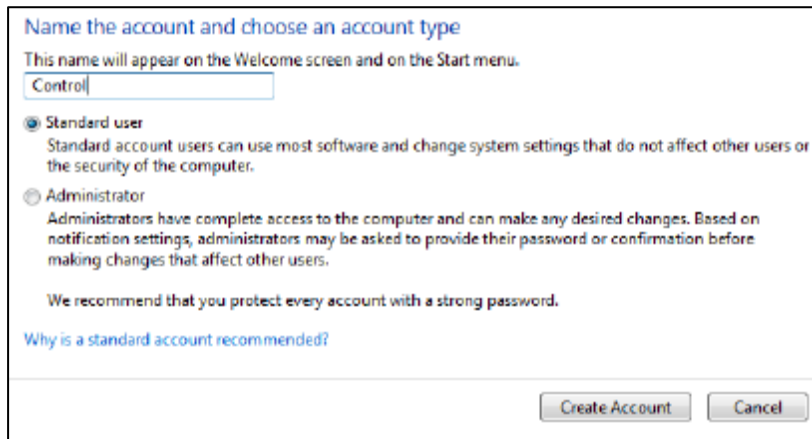 Name the account and choose an account type
This name will appear on the Welcome screen and on the Start menu.
Control
Standard user
Standard account users can use most software and change system settings that do not affect other users or
the security of the computer.
Administrator
Administrators have complete access to the computer and can make any desired changes. Based on
notification settings, administrators may be asked to provide their password or confirmation before
making changes that affect other users.
We recommend that you protect every account with a strong password.
Why is a standard account recommended?
Create Account
Cancel